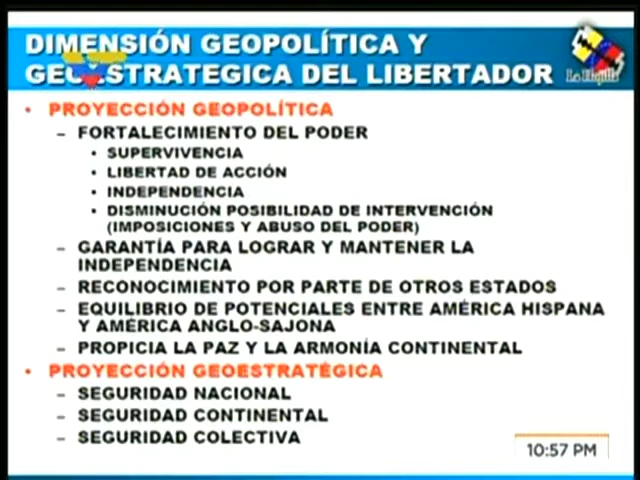 DIMENSIÓN GEOPOLÍTICA Y
GEOESTRATEGICA DEL LIBERTADOR
• PROYECCIÓN GEOPOLÍTICA
– FORTALECIMIENTO DEL PODER
• SUPERVIVENCIA
• LIBERTAD DE ACCIÓN
• INDEPENDENCIA
• DISMINUCIÓN POSIBILIDAD DE INTERVENCIÓN
(IMPOSICIONES Y ABUSO DEL PODER)
– GARANTÍA PARA LOGRAR Y MANTENER LA
INDEPENDENCIA
– RECONOCIMIENTO POR PARTE DE OTROS ESTADOS
– EQUILIBRIO DE POTENCIALES ENTRE AMÉRICA HISPANA
Y AMÉRICA ANGLO-SAJONA
– PROPICIA LA PAZ Y LA ARMONÍA CONTINENTAL
• PROYECCIÓN GEOESTRATÉGICA
– SEGURIDAD NACIONAL
– SEGURIDAD CONTINENTAL
– SEGURIDAD COLECTIVA
10:57 PM